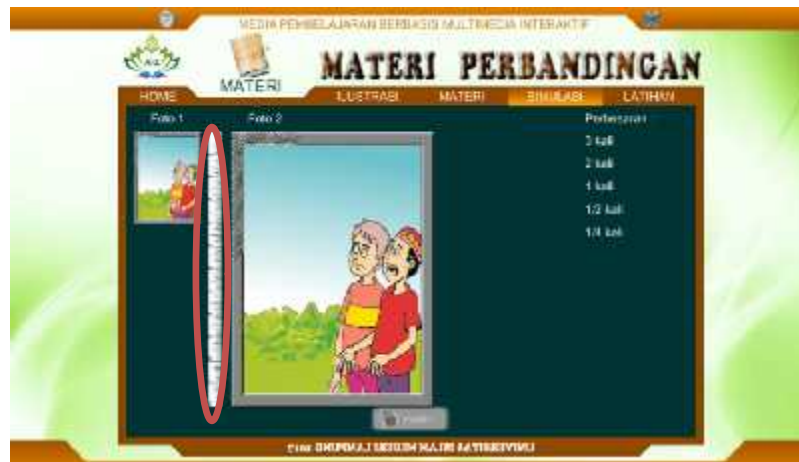 MEDIA PEMBELAJARAN BERBASIS MULTIMEDIA INTERAKTIF
MATERI PERBANDINGAN
MATERI
HOME ILUSTRASI MATERI SIMULASI LATIHAN
Foto 1 Foto 2 Perbesaran
3 kali
2 kali
1 kali
1/2 kali
1/4 kali